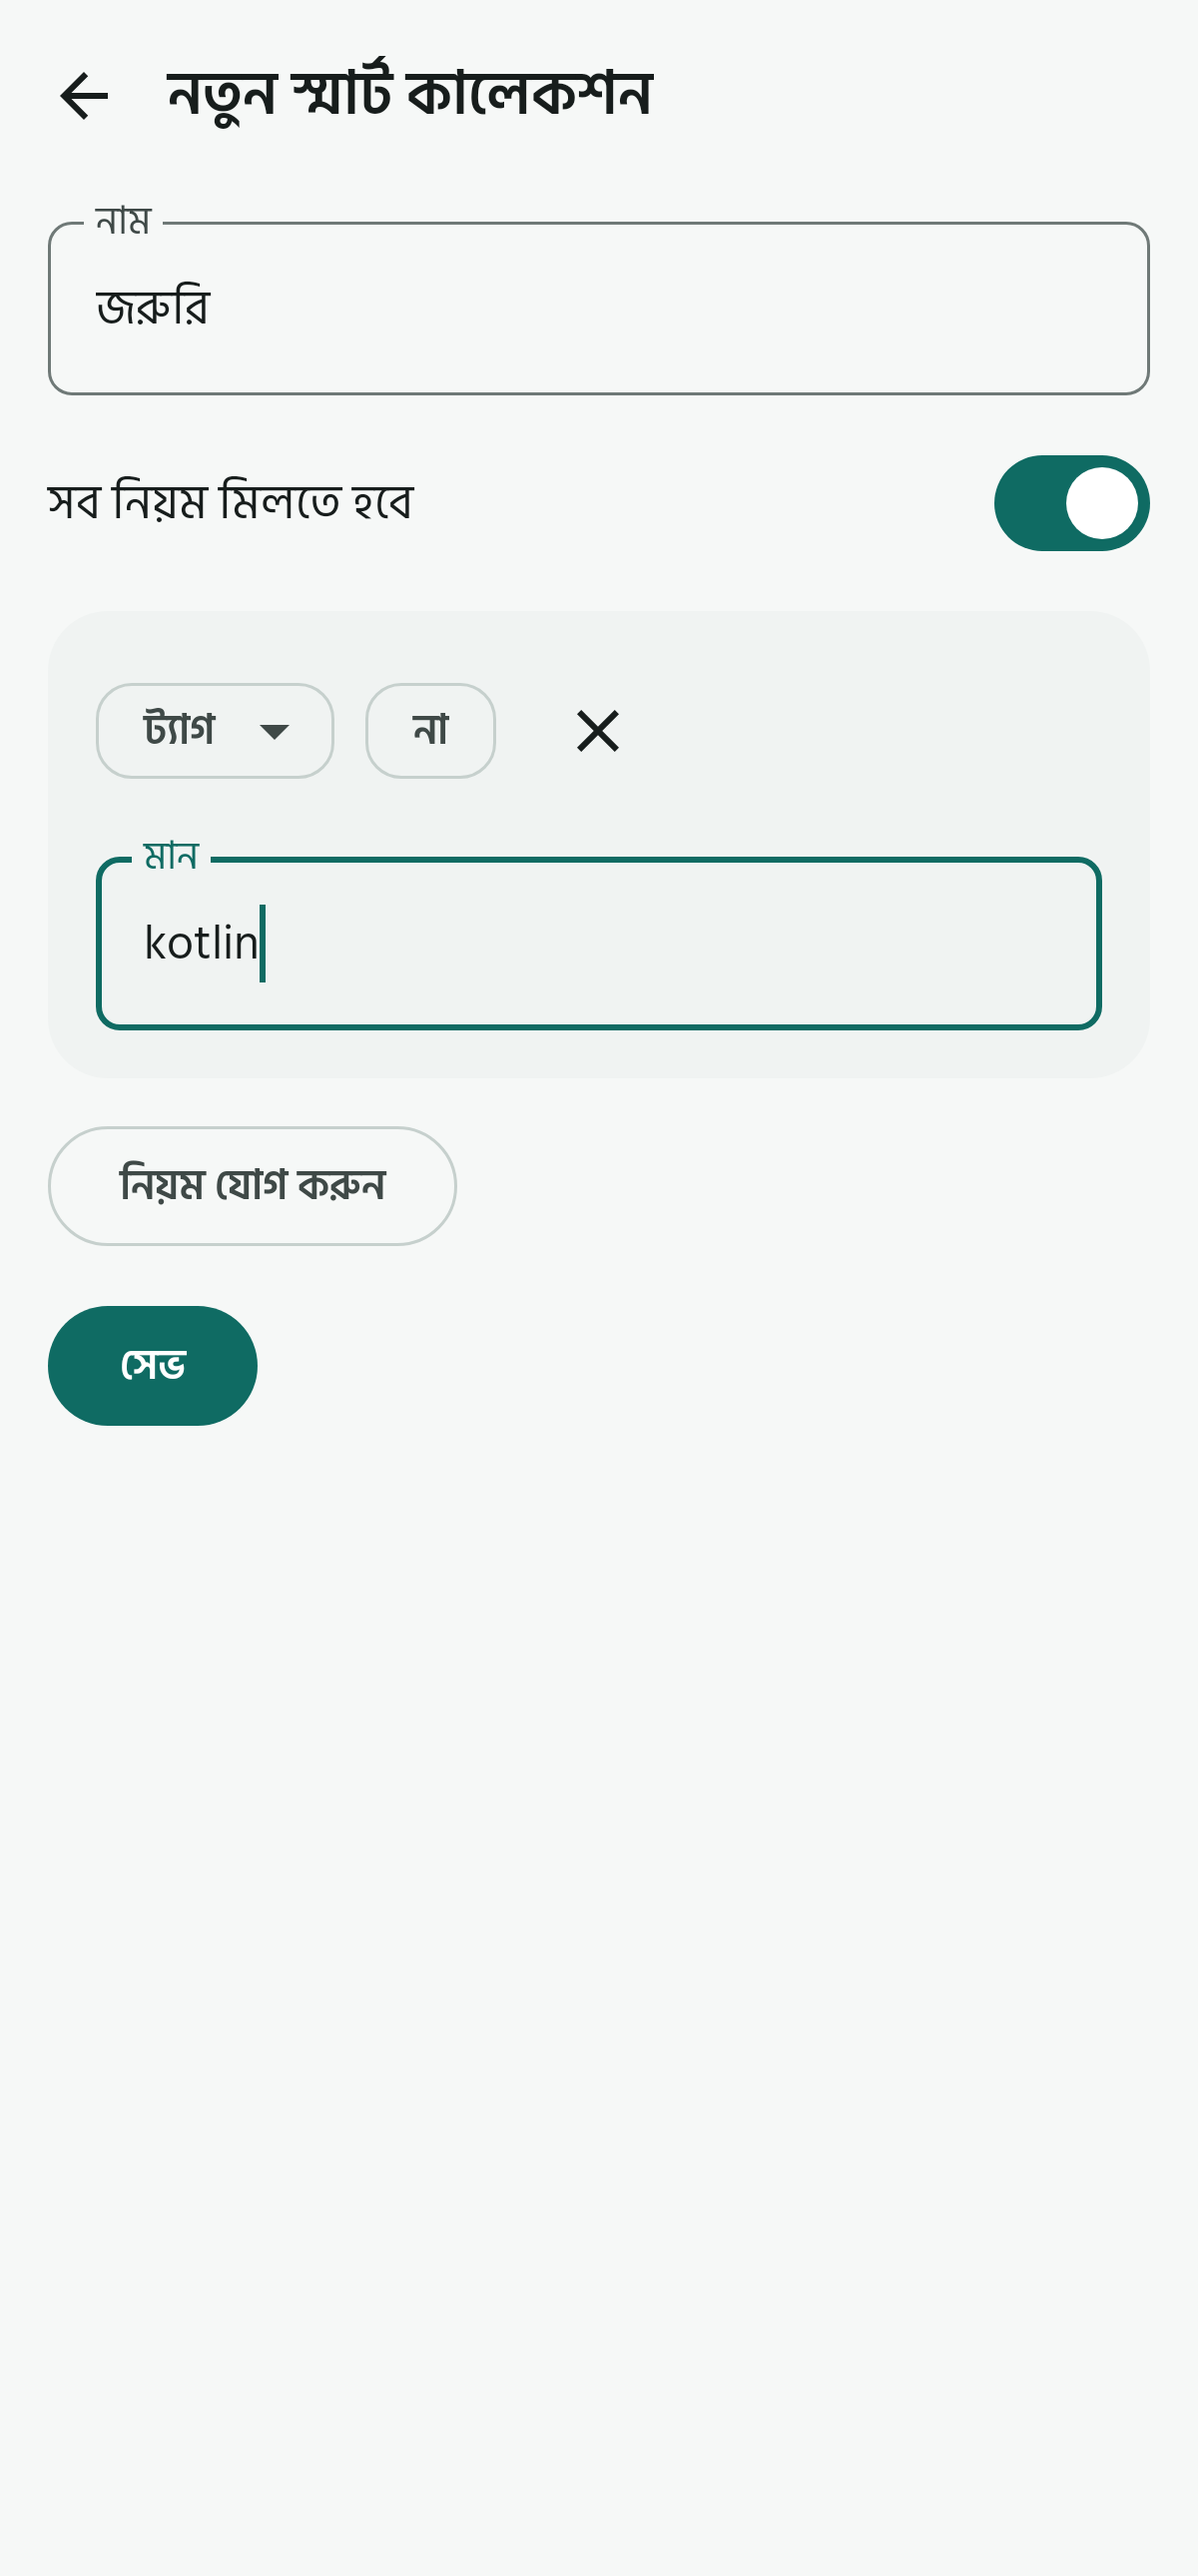 নতুন স্মার্ট কালেকশন
নাম
জরুরি
সব নিয়ম মিলতে হবে
ট্যাগ না
মান
kotlin
নিয়ম যোগ করুন
সেভ